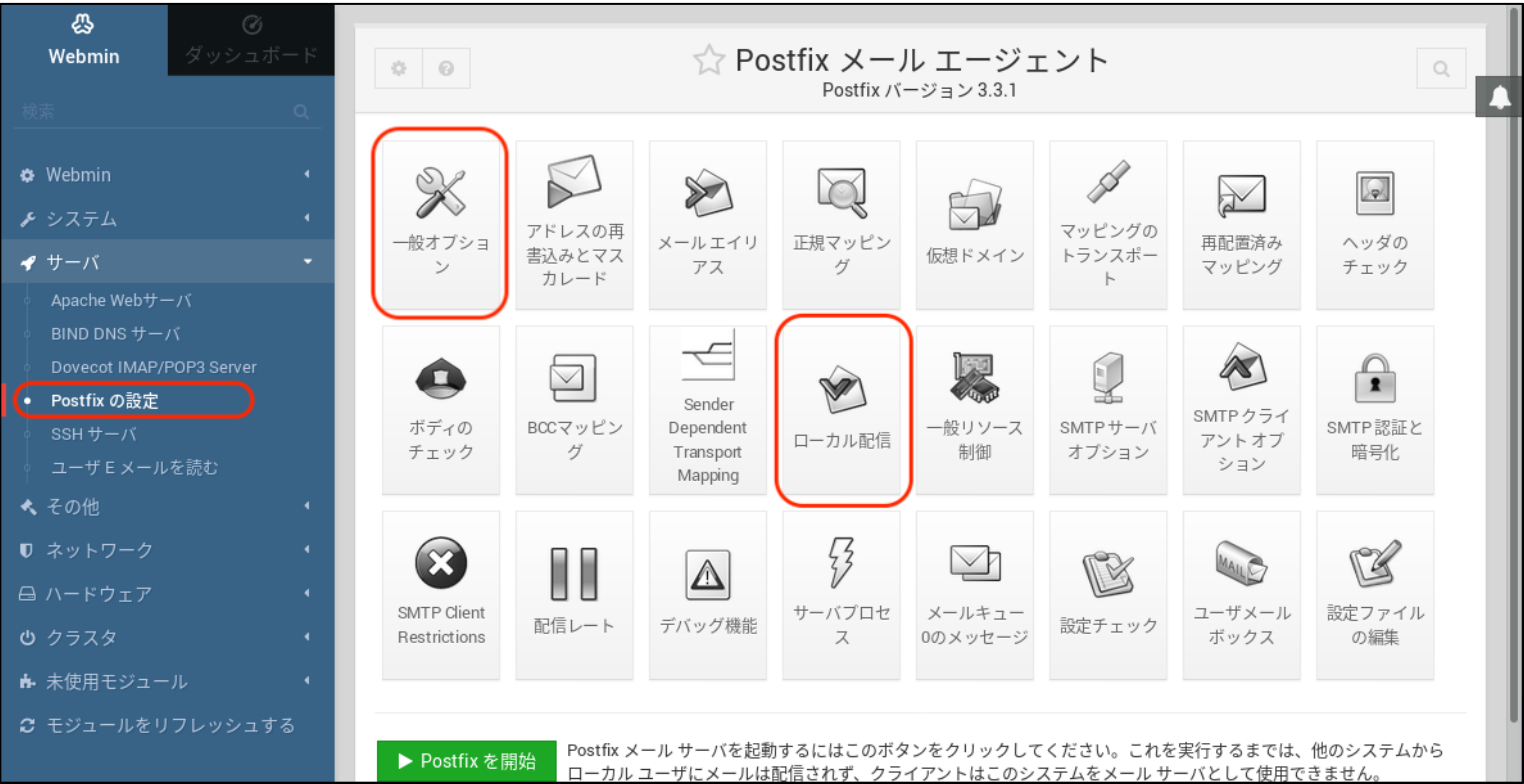 Webmin
ダッシュボード
検索
Webmin
システム
サーバ
Apache Webサーバ
BIND DNS サーバ
Dovecot IMAP/POP3 Server
Postfix の設定
SSH サーバ
ユーザ E メールを読む
その他
ネットワーク
ハードウェア
クラスタ
未使用モジュール
モジュールをリフレッシュする
Postfix メール エージェント
Postfix バージョン 3.3.1
一般オプショ
ン
アドレスの再
書込みとマス
カレード
メール エイリ
アス
正規マッピン
グ
仮想ドメイン
マッピングの
トランスポー
ト
再配置済み
マッピング
ヘッダの
チェック
ボディの
チェック
BCCマッピン
グ
Sender
Dependent
Transport
Mapping
ローカル配信
一般リソース
制御
SMTP サーバ
オプション
SMTP クライ
アント オプ
ション
SMTP 認証と
暗号化
SMTP Client
Restrictions
配信レート
デバッグ機能
サーバプロセ
ス
メールキュー
0のメッセージ
設定チェック
MAIL
ユーザメール
ボックス
設定ファイル
の編集
Postfix を開始
Postfix メール サーバを起動するにはこのボタンをクリックしてください。これを実行するまでは、他のシステムから
ローカル ユーザにメールは配信されず、クライアントはこのシステムをメール サーバとして使用できません。